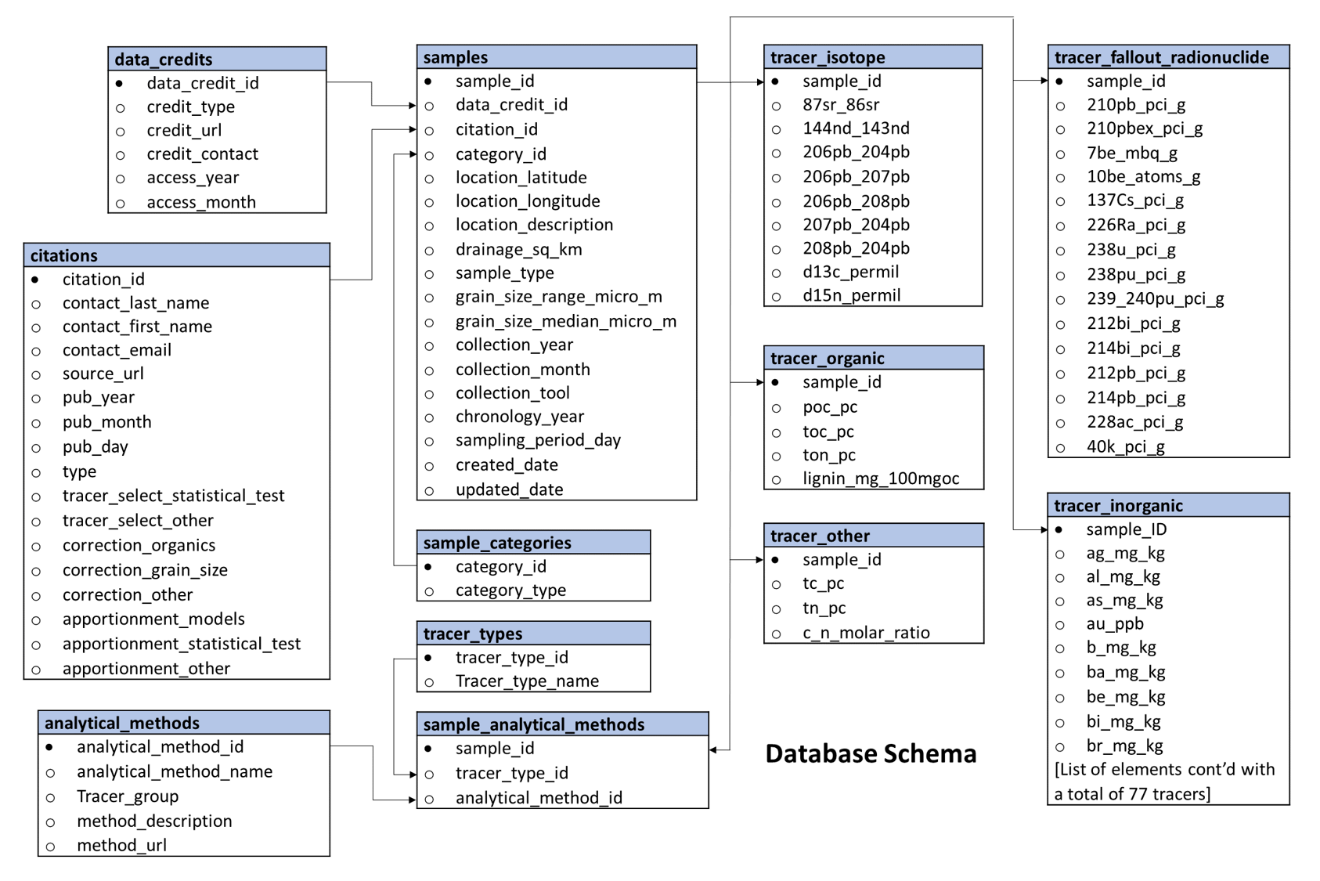 data_credits
data_credit_id
credit_type
credit_url
credit_contact
access_year
access_month
citations
citation_id
contact_last_name
contact_first_name
contact_email
source_url
pub_year
pub_month
pub_day
type
tracer_select_statistical_test
tracer_select_other
correction_organics
correction_grain_size
correction_other
apportionment_models
apportionment_statistical_test
apportionment_other
analytical_methods
analytical_method_id
analytical_method_name
Tracer_group
method_description
method_url
samples
sample_id
data_credit_id
citation_id
category_id
location_latitude
location_longitude
location_description
drainage_sq_km
sample_type
grain_size_range_micro_m
grain_size_median_micro_m
collection_year
collection_month
collection_tool
chronology_year
sampling_period_day
created_date
updated_date
sample_categories
category_id
category_type
tracer_types
tracer_type_id
Tracer_type_name
sample_analytical_methods
sample_id
tracer_type_id
analytical_method_id
tracer_isotope
sample_id
87sr_86sr
144nd_143nd
206pb_204pb
206pb_207pb
206pb_208pb
207pb_204pb
208pb_204pb
d13c_permil
d15n_permil
tracer_organic
sample_id
poc_pc
toc_pc
ton_pc
lignin_mg_100mgoc
tracer_other
sample_id
tc_pc
tn_pc
c_n_molar_ratio
Database Schema
tracer_fallout_radionuclide
sample_id
210pb_pci_g
210pbex_pci_g
7be_mbq_g
10be_atoms_g
137Cs_pci_g
226Ra_pci_g
238u_pci_g
238pu_pci_g
239_240pu_pci_g
212bi_pci_g
214bi_pci_g
212pb_pci_g
214pb_pci_g
228ac_pci_g
40k_pci_g
tracer_inorganic
sample_ID
ag_mg_kg
al_mg_kg
as_mg_kg
au_ppb
b_mg_kg
ba_mg_kg
be_mg_kg
bi_mg_kg
br_mg_kg
[List of elements cont’d with
a total of 77 tracers]